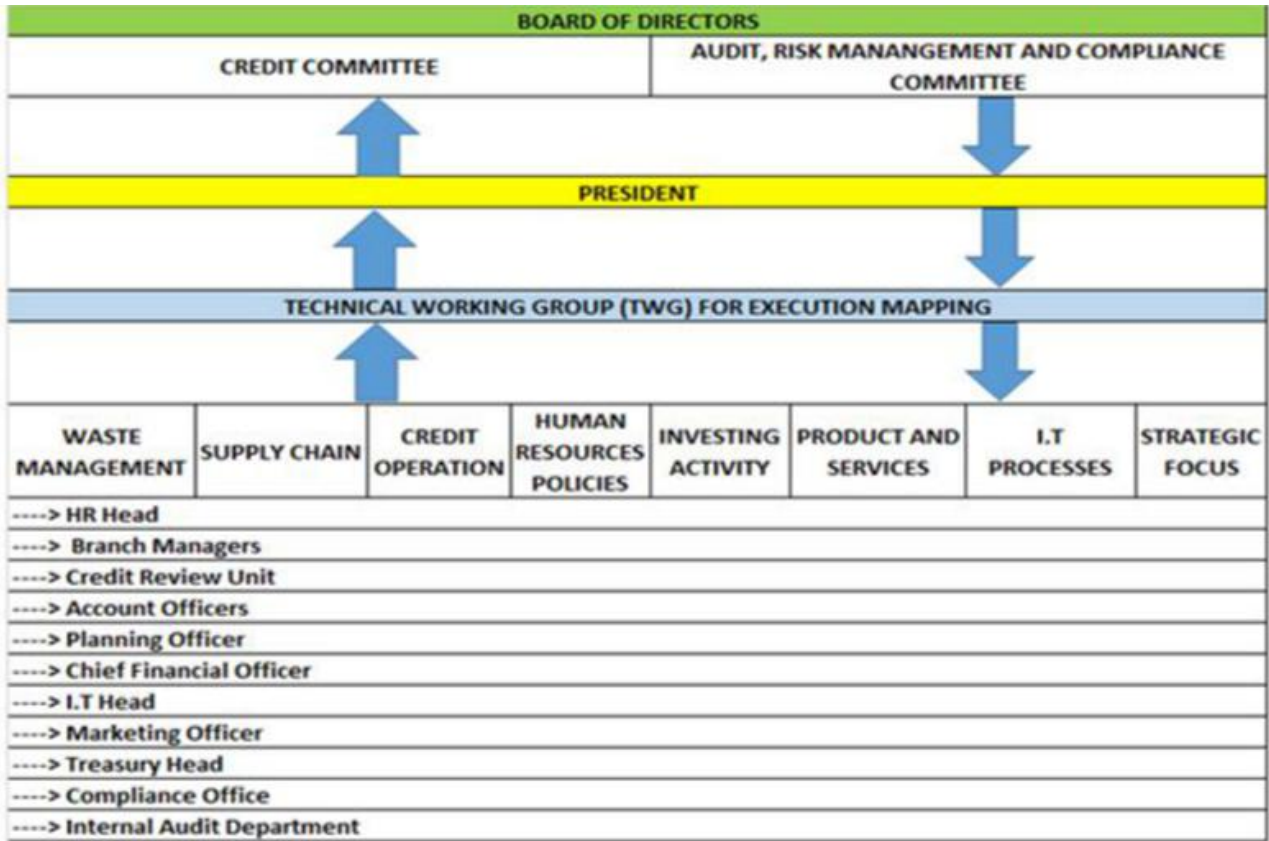 BOARD OF DIRECTORS
CREDIT COMMITTEE
AUDIT, RISK MANANGEMENT AND COMPLIANCE
COMMITTEE
PRESIDENT
TECHNICAL WORKING GROUP (TWG) FOR EXECUTION MAPPING
WASTE
MANAGEMENT
SUPPLY CHAIN
CREDIT
OPERATION
HUMAN
RESOURCES
POLICIES
INVESTING
ACTIVITY
PRODUCT AND
SERVICES
I.T
PROCESSES
STRATEGIC
FOCUS
----> HR Head
----> Branch Managers
----> Credit Review Unit
----> Account Officers
----> Planning Officer
----> Chief Financial Officer
----> I.T Head
----> Marketing Officer
----> Treasury Head
----> Compliance Office
----> Internal Audit Department